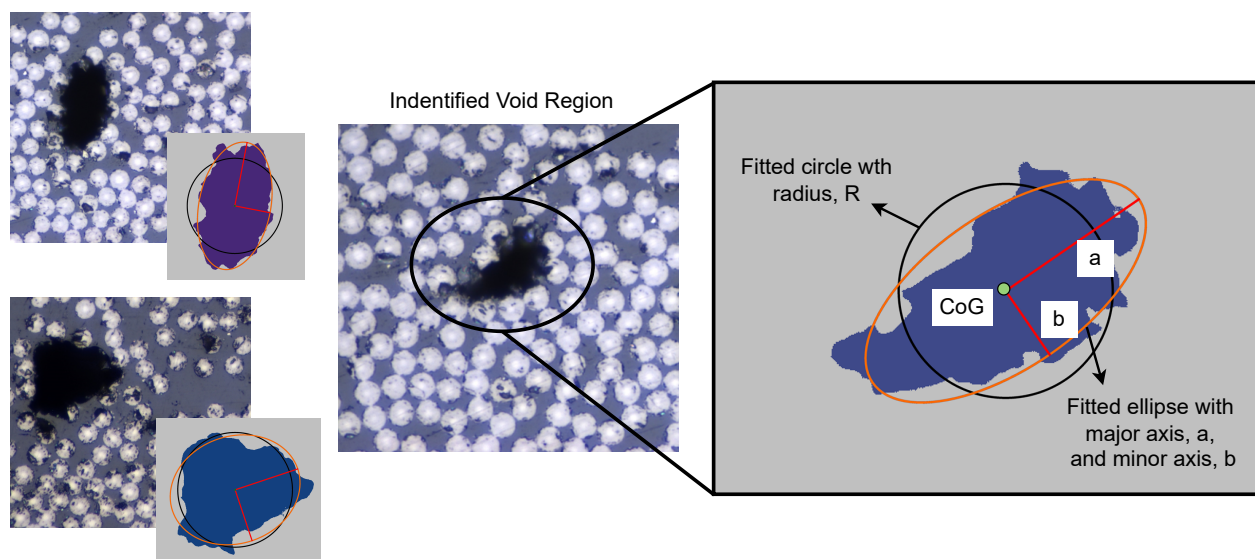 Indentified Void Region
Fitted circle wth
radius, R
a
CoG
b
Fitted ellipse with
major axis, a,
and minor axis, b